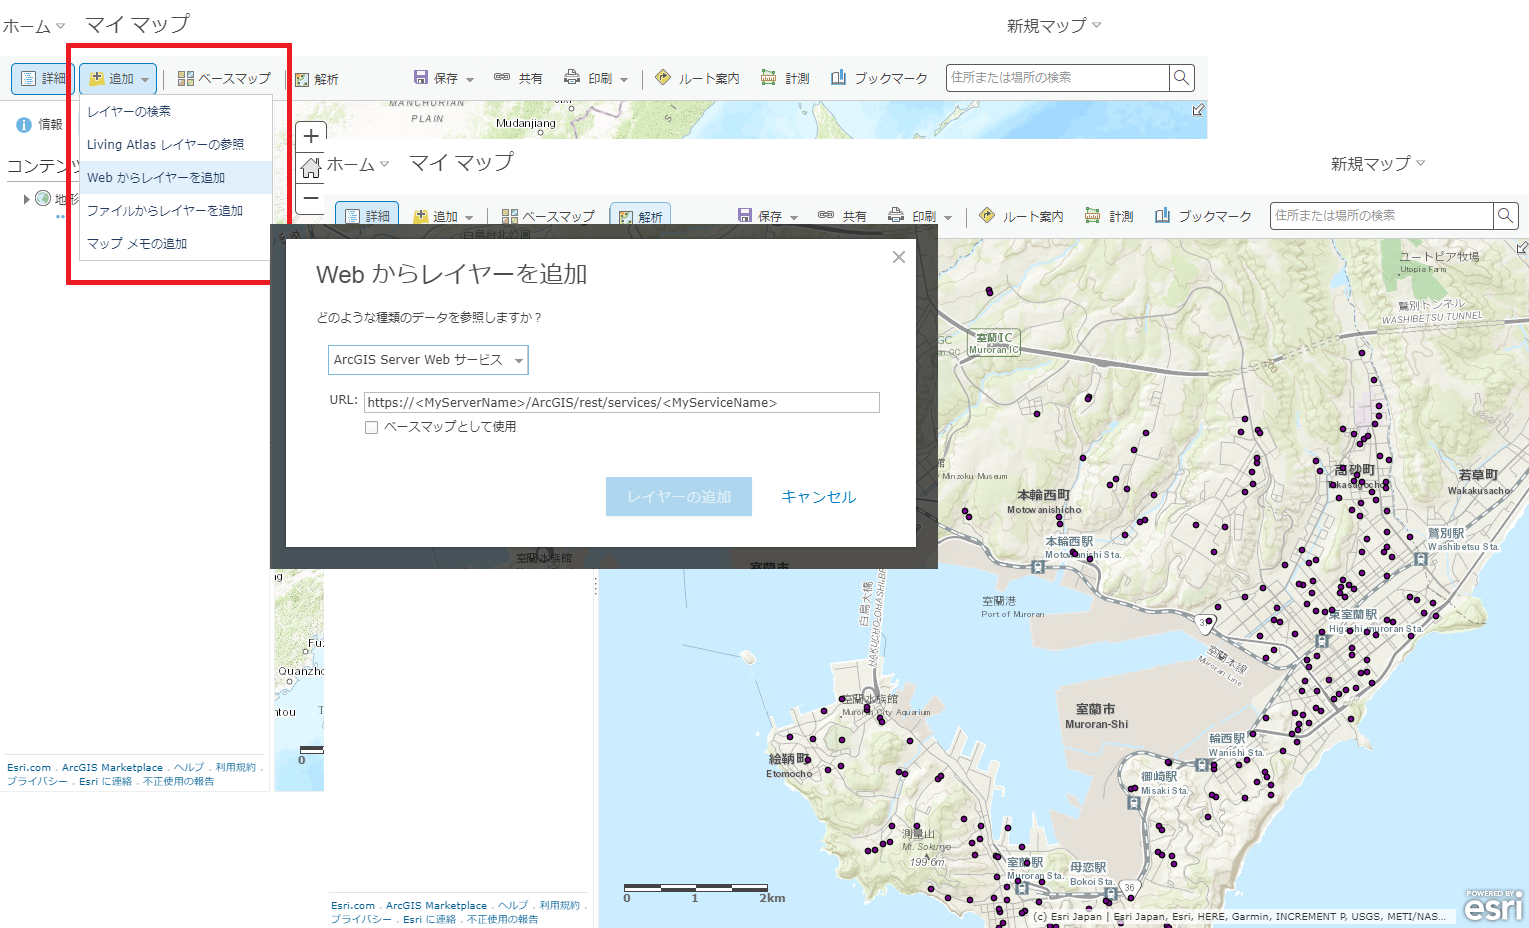 ホーム マイ マップ 新規マップ
詳細 追加 ベースマップ 解析 保存 共有 印刷 ルート案内 計測 ブックマーク 住所または場所の検索
レイヤーの検索
Living Atlas レイヤーの参照
Web からレイヤーを追加
ファイルからレイヤーを追加
マップ メモの追加
情報
コンテンツ
地形
MANCHURIAN
PLAIN
Mudanjiang
ホーム マイ マップ 新規マップ
詳細 追加 ベースマップ 解析 保存 共有 印刷 ルート案内 計測 ブックマーク 住所または場所の検索
Web からレイヤーを追加
どのような種類のデータを参照しますか？
ArcGIS Server Web サービス
URL: https://<MyServerName>/ArcGIS/rest/services/<MyServiceName>
ベースマップとして使用
レイヤーの追加 キャンセル
ユートピア牧場
Utopia Farm
鷲別トンネル
WASHIBETSU TUNNEL
室蘭IC
Muroran IC
Minzoku Museum
本輪西町
Motowanishicho
高砂町
Takasagocho
若草町
Wakakusacho
鷲別駅
Washibetsu Sta.
本輪西駅
Motowanishi Sta.
室蘭港
Port of Muroran
白鳥大橋
HAKUCHO-OHASHI-BR
東室蘭駅
Higashi-muroran Sta.
室蘭本線
Muroran Line
室蘭水族館
Muroran City Aquarium
室蘭市
Muroran-Shi
輪西駅
Wanishi Sta.
絵鞆町
Etomocho
御崎駅
Misaki Sta.
測量山
Mt. Sokuryo
199.6m
室蘭駅
Muroran Sta.
母恋駅
Bokoi Sta.
36
0 1 2km
(c) Esri Japan | Esri Japan, Esri, HERE, Garmin, INCREMENT P, USGS, METI/NAS...
POWERED BY
esri
Quanzho
0
Esri.com . ArcGIS Marketplace . ヘルプ . 利用規約 .
プライバシー . Esri に連絡 . 不正使用の報告
Esri.com . ArcGIS Marketplace . ヘルプ . 利用規約 .
プライバシー . Esri に連絡 . 不正使用の報告